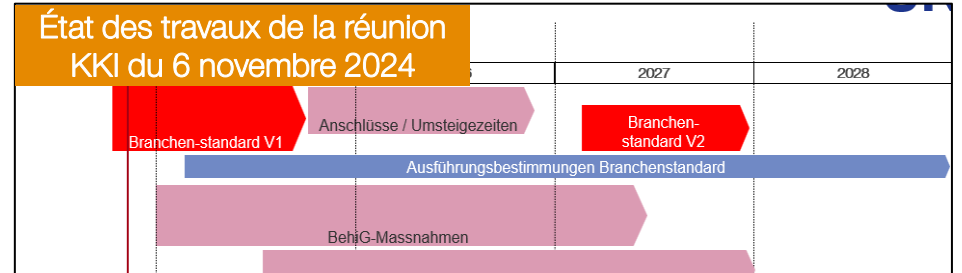 État des travaux de la réunion
KKI du 6 novembre 2024
2027
2028
Branchen-standard V1
Anschlüsse / Umsteigezeiten
Branchen-
standard V2
Ausführungsbestimmungen Branchenstandard
BehiG-Massnahmen